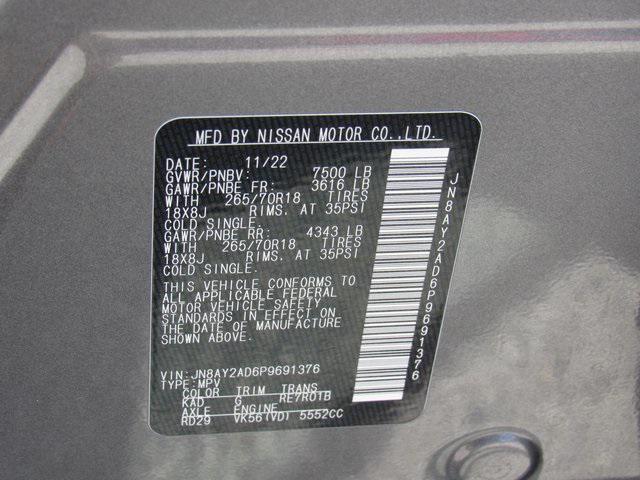 MFD BY NISSAN MOTOR CO.,LTD.
DATE: 11/22
GVWR/PNBV: 7500 LB
GAWR/PNBE FR: 3616 LB
WITH 265/70R18 TIRES
18X8J RIMS. AT 35PSI
COLD SINGLE.
GAWR/PNBE RR: 4343 LB
WITH 265/70R18 TIRES
18X8J RIMS. AT 35PSI
COLD SINGLE.
THIS VEHICLE CONFORMS TO
ALL APPLICABLE FEDERAL
MOTOR VEHICLE SAFETY
STANDARDS IN EFFECT ON
THE DATE OF MANUFACTURE
SHOWN ABOVE.
VIN: JN8AY2AD6P9691376
TYPE: MPV
COLOR TRIM TRANS
KAD G RE7R01B
AXLE ENGINE
RD29 VK56(VD) 5552CC
JN8AY2AD6P9691376